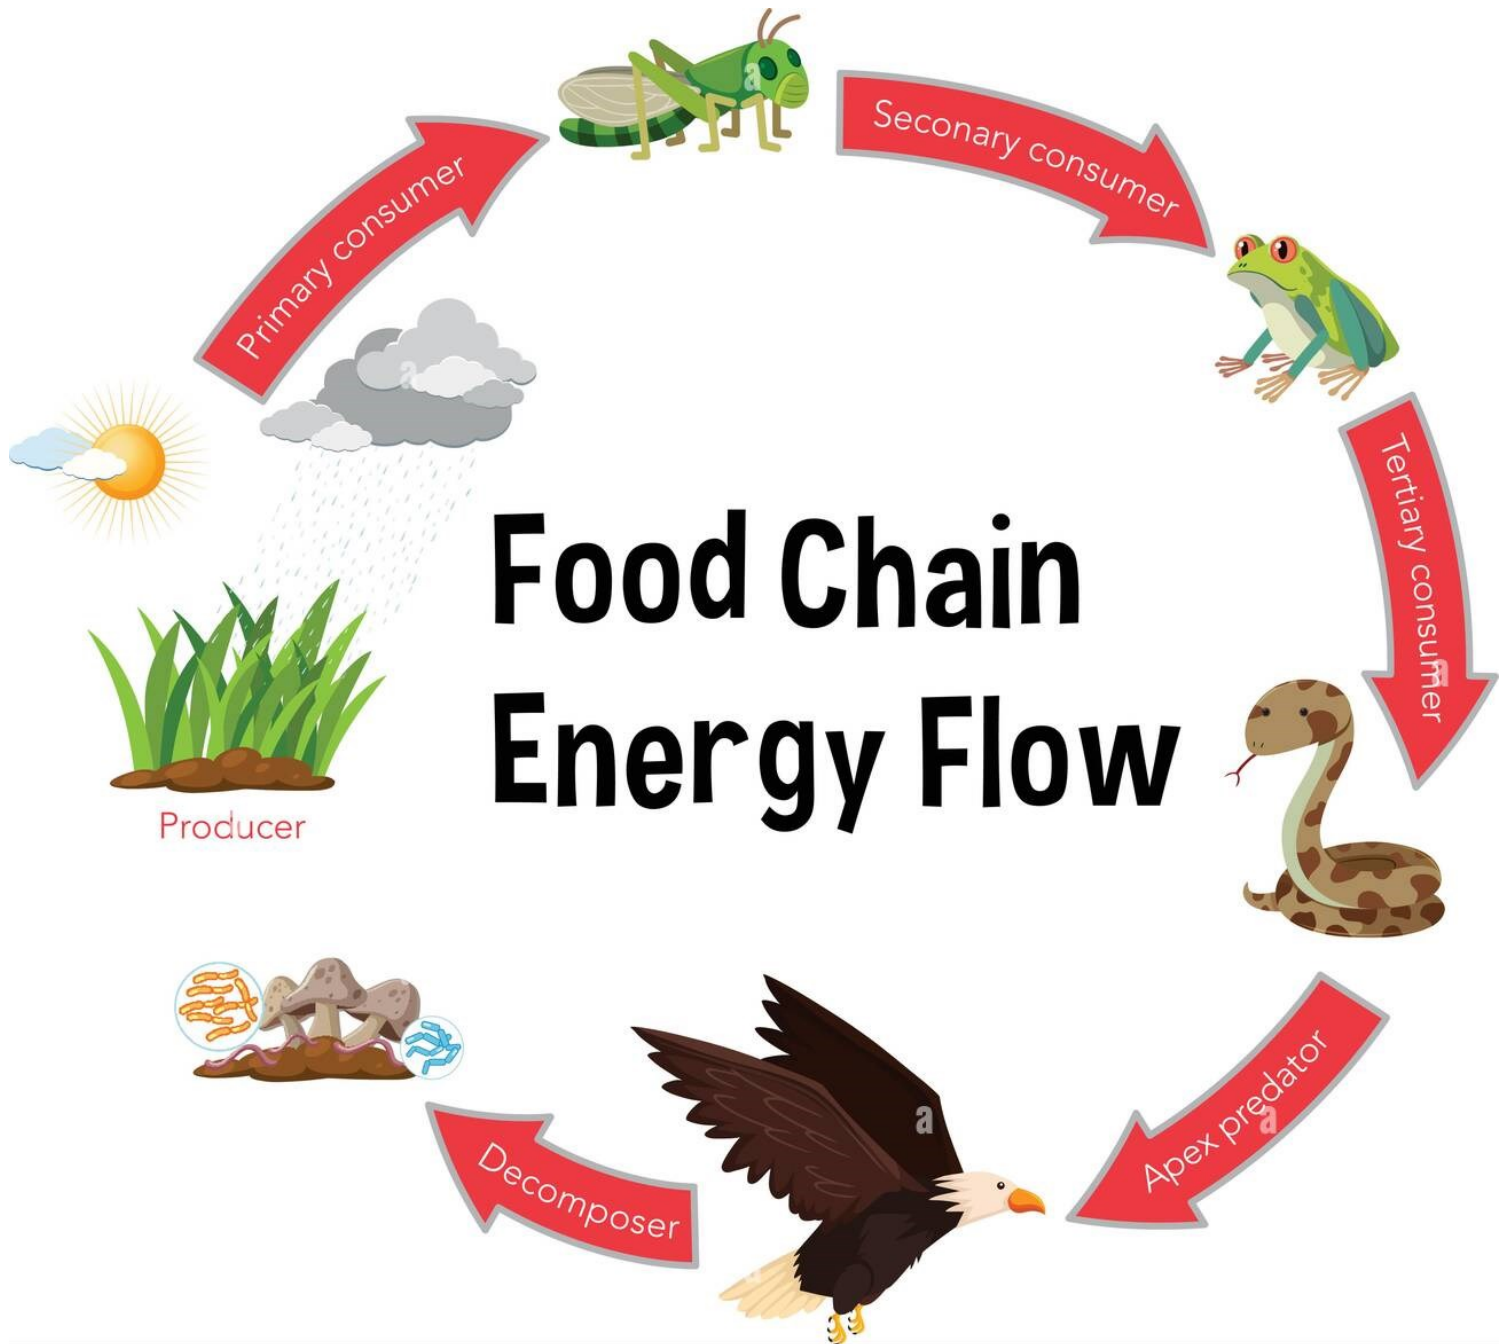 Food Chain
Energy Flow
Producer
Primary consumer
Seconary consumer
Tertiary consumer
Apex predator
Decomposer
a
a
a
a
a
a